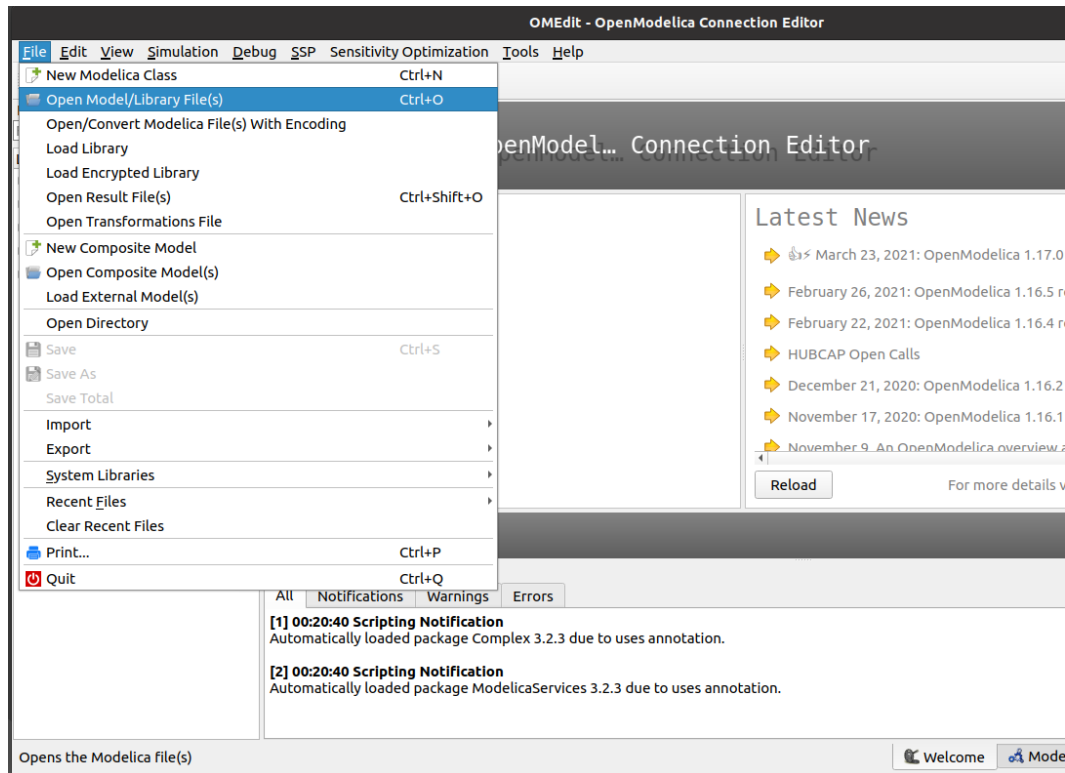 OMEdit - OpenModelica Connection Editor
File Edit View Simulation Debug SSP Sensitivity Optimization Tools Help
New Modelica Class Ctrl+N
Open Model/Library File(s) Ctrl+O
Open/Convert Modelica File(s) With Encoding
Load Library
Load Encrypted Library
Open Result File(s) Ctrl+Shift+O
Open Transformations File
New Composite Model
Open Composite Model(s)
Load External Model(s)
Open Directory
Save Ctrl+S
Save As
Save Total
Import
Export
System Libraries
Recent Files
Clear Recent Files
Print... Ctrl+P
Quit Ctrl+Q
penModel… Connection Editor
Latest News
March 23, 2021: OpenModelica 1.17.0
February 26, 2021: OpenModelica 1.16.5 r
February 22, 2021: OpenModelica 1.16.4 r
HUBCAP Open Calls
December 21, 2020: OpenModelica 1.16.2
November 17, 2020: OpenModelica 1.16.1
November 9, An OpenModelica overview a
Reload For more details v
All Notifications Warnings Errors
[1] 00:20:40 Scripting Notification
Automatically loaded package Complex 3.2.3 due to uses annotation.
[2] 00:20:40 Scripting Notification
Automatically loaded package ModelicaServices 3.2.3 due to uses annotation.
Opens the Modelica file(s)
Welcome Mode